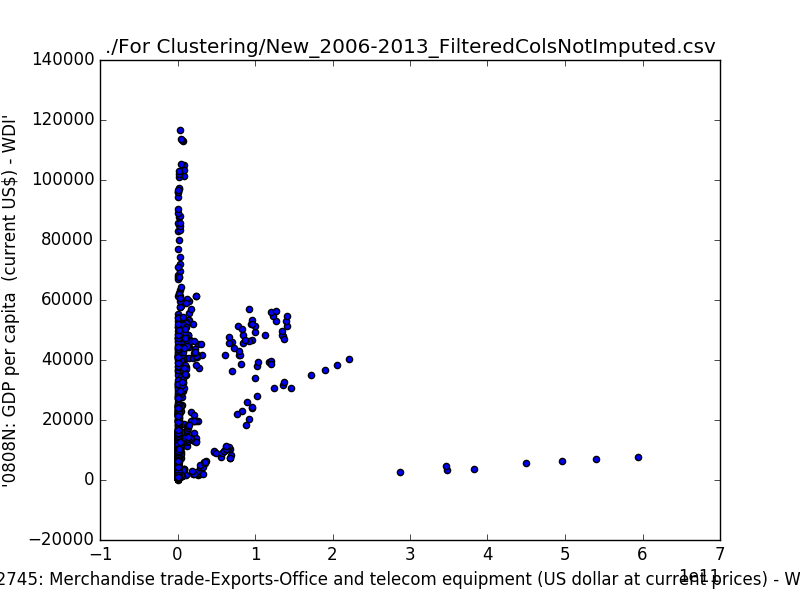 ./For Clustering/New_2006-2013_FilteredColsNotImputed.csv
140000
120000
100000
80000
60000
40000
20000
0
−20000
'0808N: GDP per capita (current US$) - WDI'
−1 0 1 2 3 4 5 6 7
1e11
2745: Merchandise trade-Exports-Office and telecom equipment (US dollar at current prices) - W